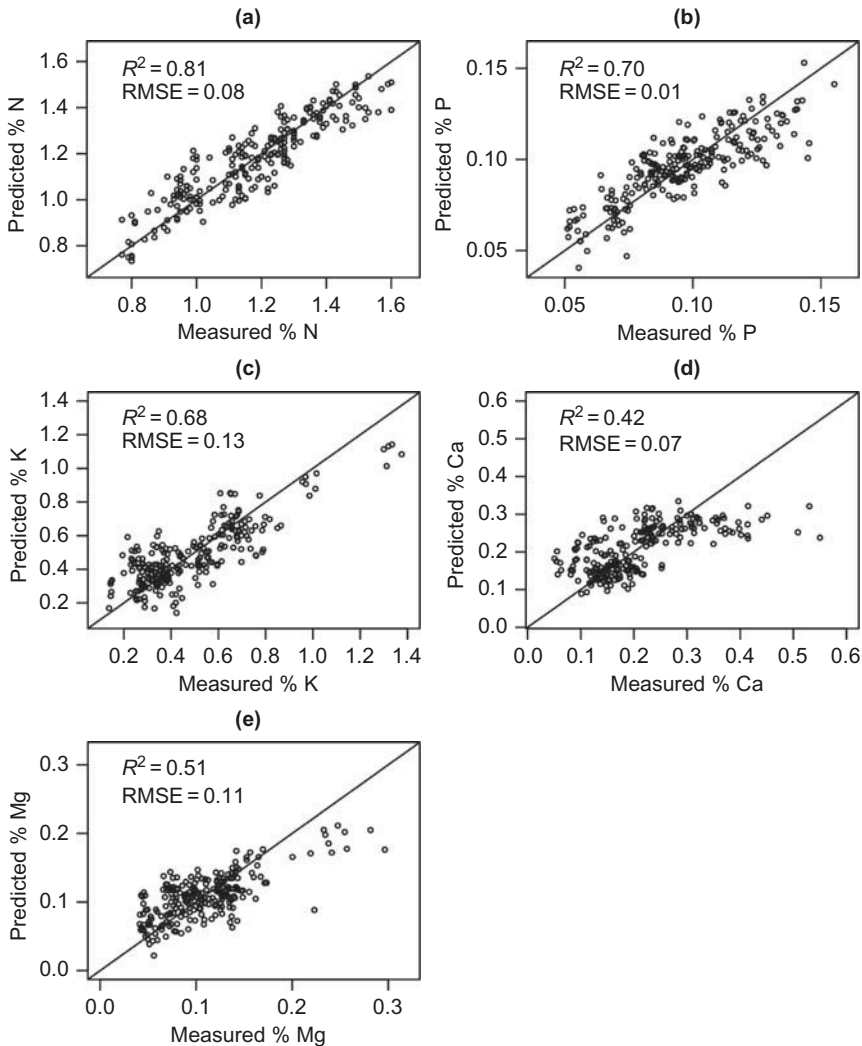 (a)
R² = 0.81
RMSE = 0.08
Predicted % N
1.6
1.4
1.2
1.0
0.8
0.8 1.0 1.2 1.4 1.6
Measured % N
(b)
R² = 0.70
RMSE = 0.01
Predicted % P
0.15
0.10
0.05
0.05 0.10 0.15
Measured % P
(c)
R² = 0.68
RMSE = 0.13
Predicted % K
1.4
1.2
1.0
0.8
0.6
0.4
0.2
0.2 0.4 0.6 0.8 1.0 1.2 1.4
Measured % K
(d)
R² = 0.42
RMSE = 0.07
Predicted % Ca
0.6
0.5
0.4
0.3
0.2
0.1
0.0
0.0 0.1 0.2 0.3 0.4 0.5 0.6
Measured % Ca
(e)
R² = 0.51
RMSE = 0.11
Predicted % Mg
0.3
0.2
0.1
0.0
0.0 0.1 0.2 0.3
Measured % Mg